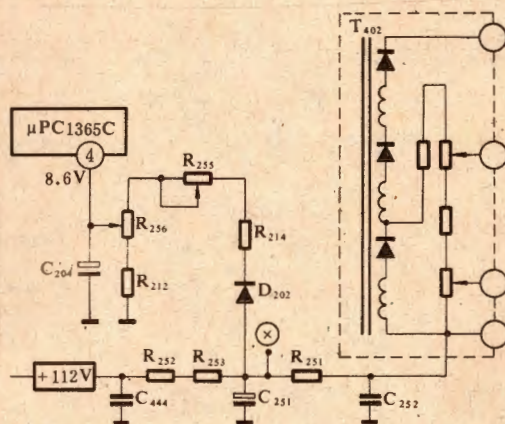 T402
μPC1365C
4
8.6V
R255
R256
R214
C204
R212
D202
×
+112V
R252
R253
R251
C444
C251
C252